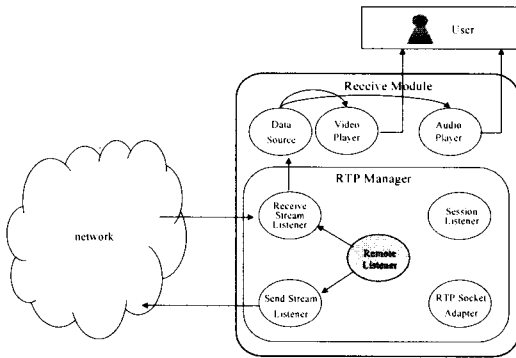 User
Receive Module
Data
Source
Video
Player
Audio
Player
RTP Manager
network
Receive
Stream
Listener
Session
Listener
Remote
Listener
Send Stream
Listener
RTP Socket
Adapter